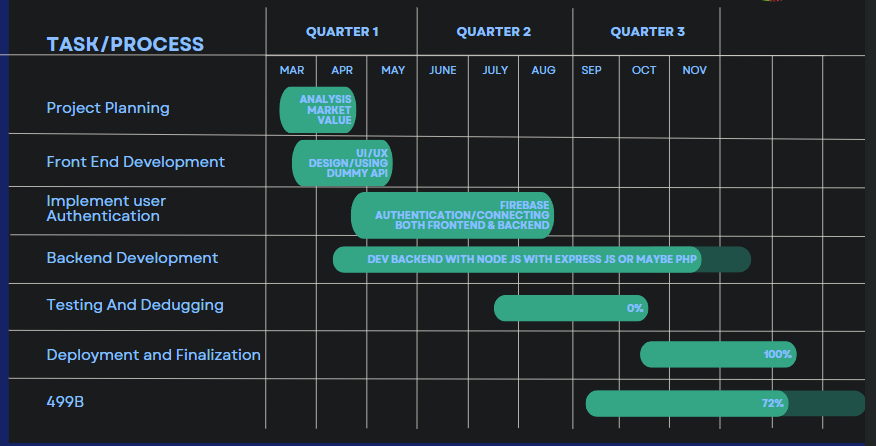 QUARTER 1 QUARTER 2 QUARTER 3
TASK/PROCESS
MAR APR MAY JUNE JULY AUG SEP OCT NOV
Project Planning
ANALYSIS
MARKET
VALUE
Front End Development
UI/UX
DESIGN/USING
DUMMY API
Implement user
Authentication
FIREBASE
AUTHENTICATION/CONNECTING
BOTH FRONTEND & BACKEND
Backend Development
DEV BACKEND WITH NODE JS WITH EXPRESS JS OR MAYBE PHP
Testing And Dedugging
0%
Deployment and Finalization
100%
499B
72%